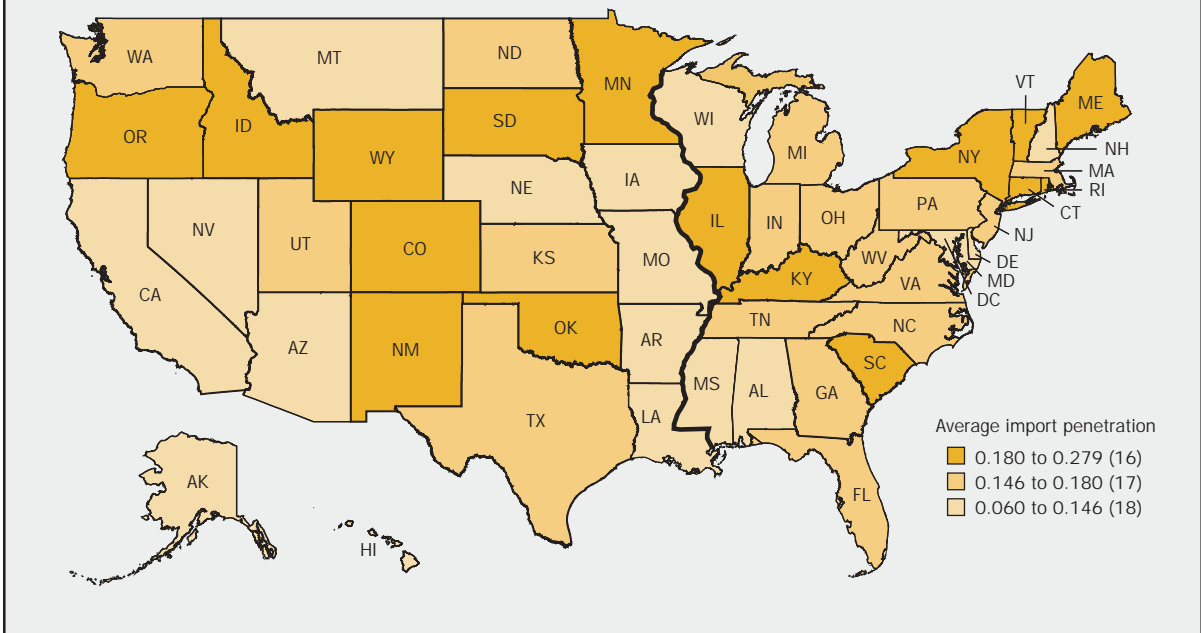 MN
ND
WA
MT
VT
ME
WI
SD
OR
ID
NH
MI
WY
NY
MA
IA
NE
RI
PA
CT
IL
IN
OH
NV
NJ
UT
CO
KS
MO
WV
DE
KY
VA
MD
CA
DC
TN
OK
NC
AR
AZ
NM
SC
MS
AL
GA
LA
TX
Average import penetration
0.180 to 0.279 (16)
0.146 to 0.180 (17)
0.060 to 0.146 (18)
AK
FL
HI